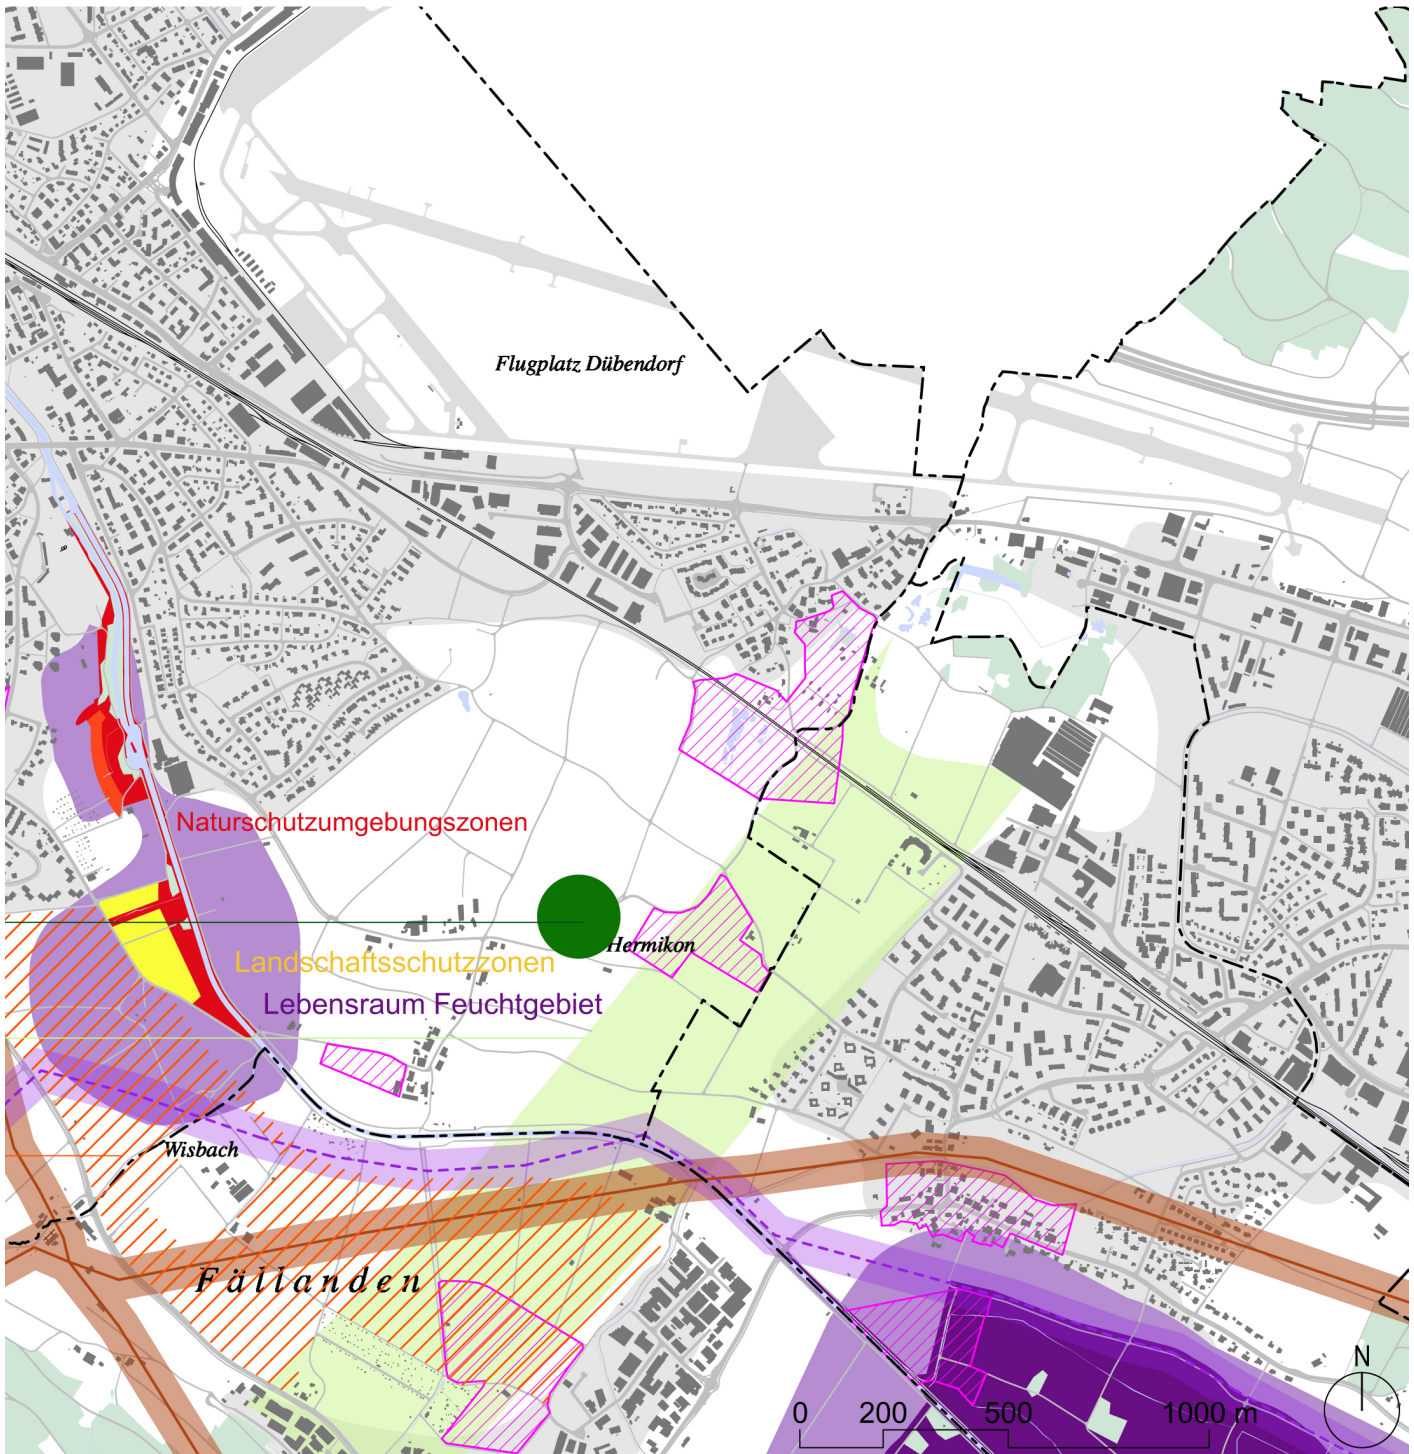 Flugplatz Dübendorf
Naturschutzumgebungszonen
Hermikon
Landschaftsschutzzonen
Lebensraum Feuchtgebiet
Wisbach
Fällanden
N
0 200 500 1000 m